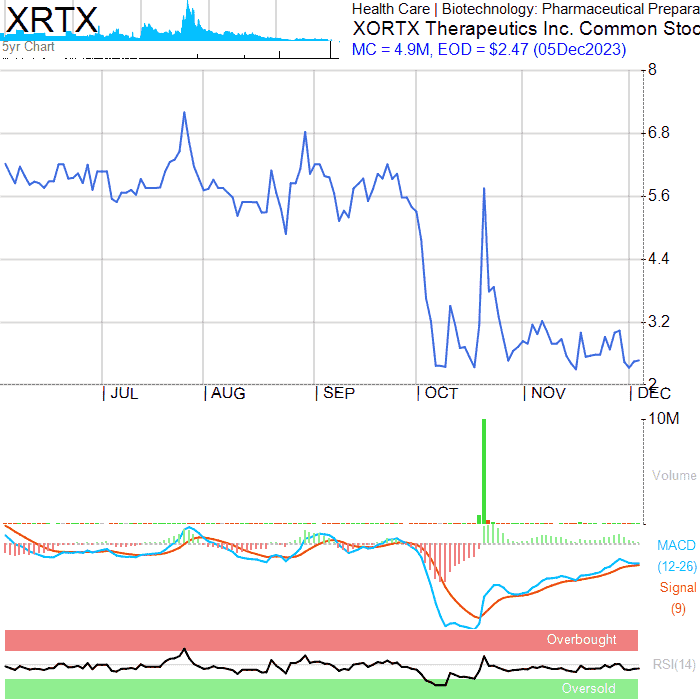 XRTX
5yr Chart
Health Care | Biotechnology: Pharmaceutical Prepara
XORTX Therapeutics Inc. Common Stoc
MC = 4.9M, EOD = $2.47 (05Dec2023)
8
6.8
5.6
4.4
3.2
2
JUL AUG SEP OCT NOV DEC
10M
Volume
MACD
(12-26)
Signal
(9)
Overbought
RSI(14)
Oversold